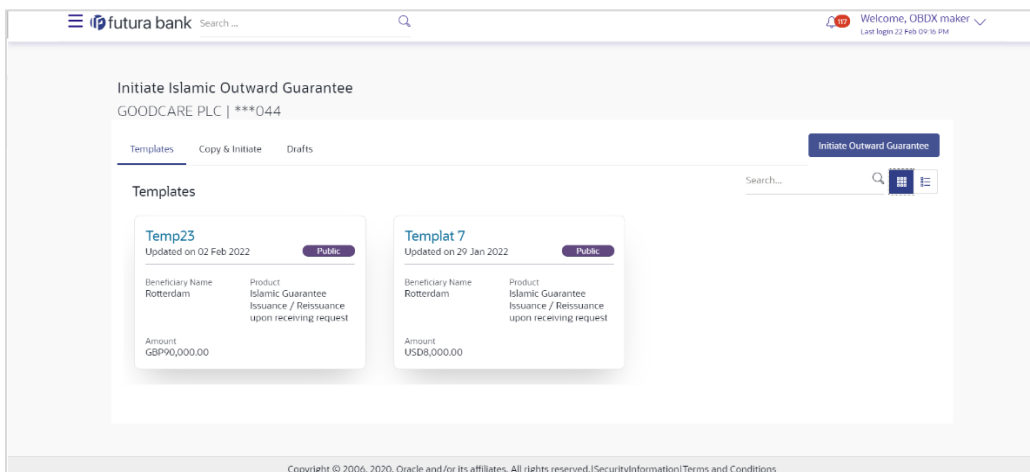 futura bank Search ... 117 Welcome, OBDX maker
Last login 22 Feb 09:16 PM
Initiate Islamic Outward Guarantee
GOODCARE PLC | ***044
Templates Copy & Initiate Drafts Initiate Outward Guarantee
Templates Search...
Temp23
Updated on 02 Feb 2022 Public
Beneficiary Name
Rotterdam
Product
Islamic Guarantee
Issuance / Reissuance
upon receiving request
Amount
GBP90,000.00
Templat 7
Updated on 29 Jan 2022 Public
Beneficiary Name
Rotterdam
Product
Islamic Guarantee
Issuance / Reissuance
upon receiving request
Amount
USD8,000.00
Copyright © 2006, 2020, Oracle and/or its affiliates. All rights reserved.|SecurityInformation|Terms and Conditions